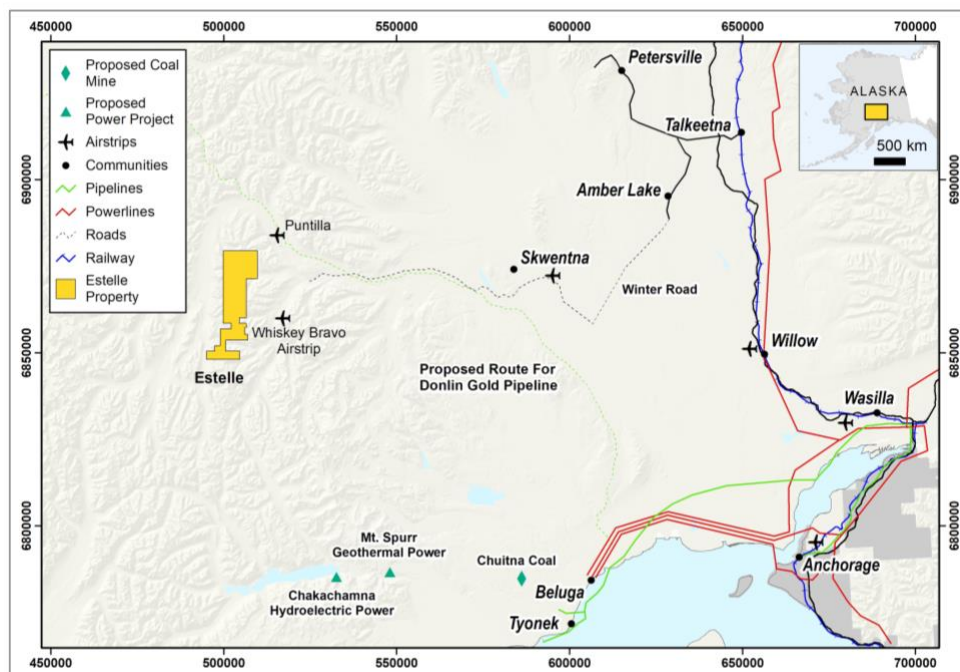 450000
500000
550000
600000
650000
700000
Proposed Coal
Mine
Proposed
Power Project
Airstrips
Communities
Pipelines
Powerlines
Roads
Railway
Estelle
Property
ALASKA
500 km
Petersville
Talkeetna
6900000
6900000
Amber Lake
Puntilla
Skwentna
Winter Road
Whiskey Bravo
Airstrip
6850000
6850000
Estelle
Proposed Route For
Donlin Gold Pipeline
Willow
Wasilla
6800000
6800000
Mt. Spurr
Geothermal Power
Chuitna Coal
Chakachamna
Hydroelectric Power
Beluga
Anchorage
Tyonek
450000
500000
550000
600000
650000
700000